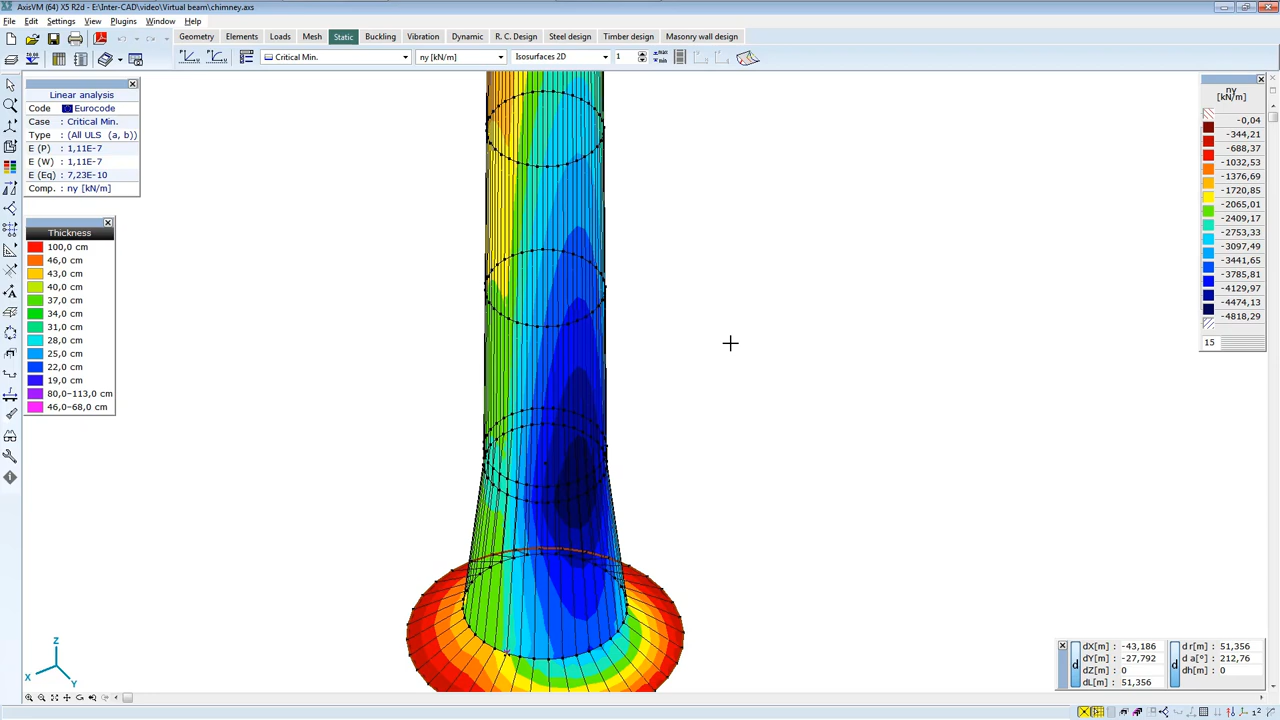 AxisVM (64) X5 R2d - E:\Inter-CAD\video\Virtual beam\chimney.axs
File Edit Settings View Plugins Window Help
Geometry Elements Loads Mesh Static Buckling Vibration Dynamic R. C. Design Steel design Timber design Masonry wall design
Critical Min. ny [kN/m] Isosurfaces 2D 1
Linear analysis
Code Eurocode
Case : Critical Min.
Type : (All ULS (a, b))
E (P) : 1,11E-7
E (W) : 1,11E-7
E (Eq) : 7,23E-10
Comp. : ny [kN/m]
Thickness
100,0 cm
46,0 cm
43,0 cm
40,0 cm
37,0 cm
34,0 cm
31,0 cm
28,0 cm
25,0 cm
22,0 cm
19,0 cm
80,0-113,0 cm
46,0-68,0 cm
ny
[kN/m]
-0,04
-344,21
-688,37
-1032,53
-1376,69
-1720,85
-2065,01
-2409,17
-2753,33
-3097,49
-3441,65
-3785,81
-4129,97
-4474,13
-4818,29
15
Z
X
Y
dX[m] -43,186 d r[m] 51,356
dY[m] -27,792 d a[°] 212,76
dZ[m] 0 dh[m] 0
dL[m] 51,356
d
d